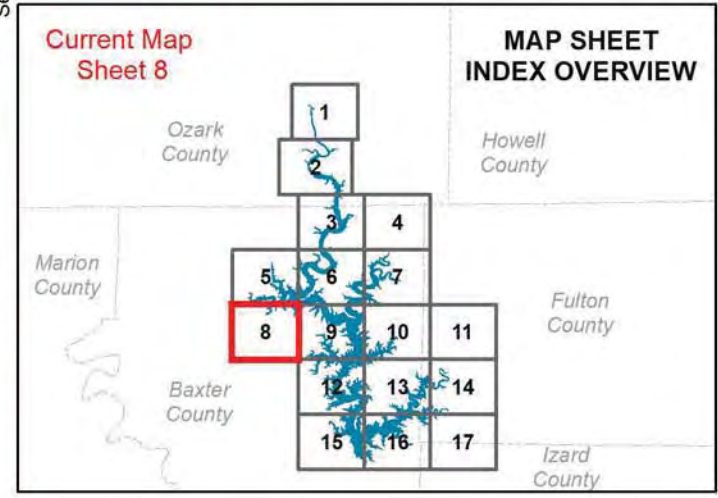 Current Map
Sheet 8
MAP SHEET
INDEX OVERVIEW
Ozark
County
Howell
County
1
2
3
4
Marion
County
5
6
7
Fulton
County
8
9
10
11
Baxter
County
12
13
14
15
16
17
Izard
County